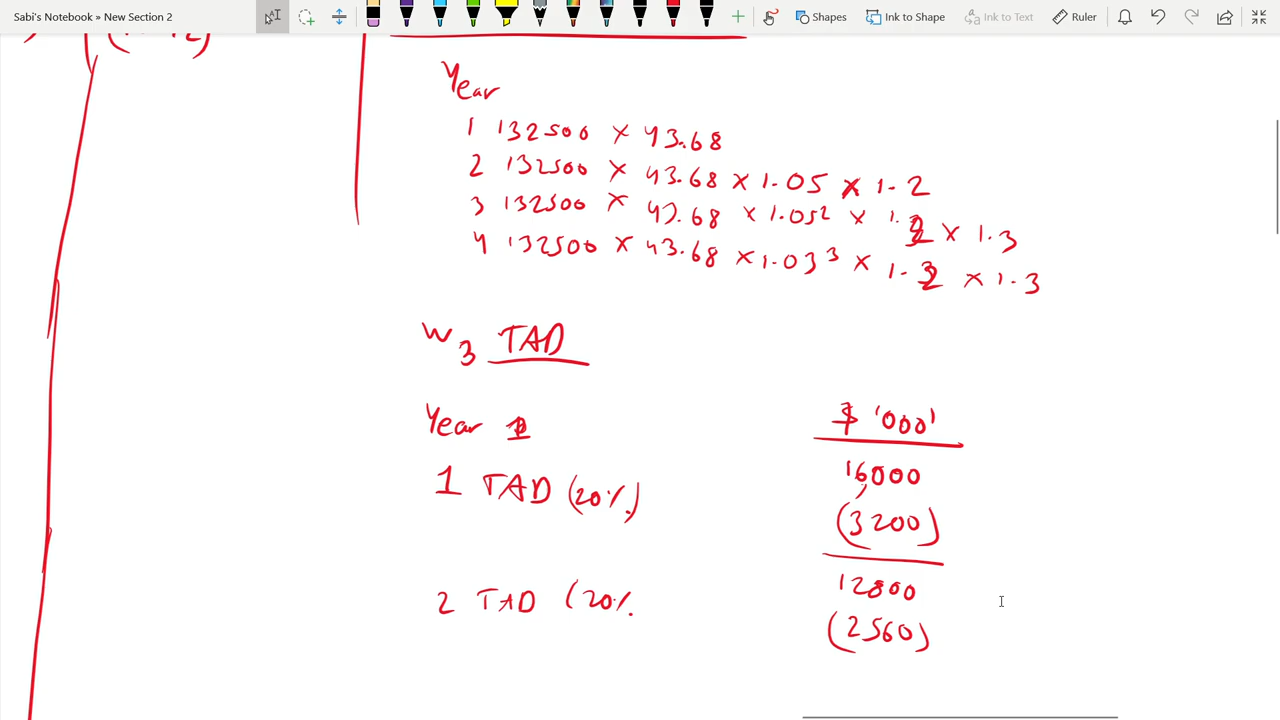 Sabi's Notebook » New Section 2
Shapes
Ink to Shape
Ink to Text
Ruler
Year
1 132500 × 43.68
2 132500 × 43.68 × 1.05 × 1.2
3 132500 × 43.68 × 1.05² × 1.2 × 1.3
4 132500 × 43.68 × 1.03³ × 1.2 × 1.3
W3 TAD
Year
$ '000'
16,000
1 TAD (20%)
(3200)
12800
2 TAD (20%
(2560)